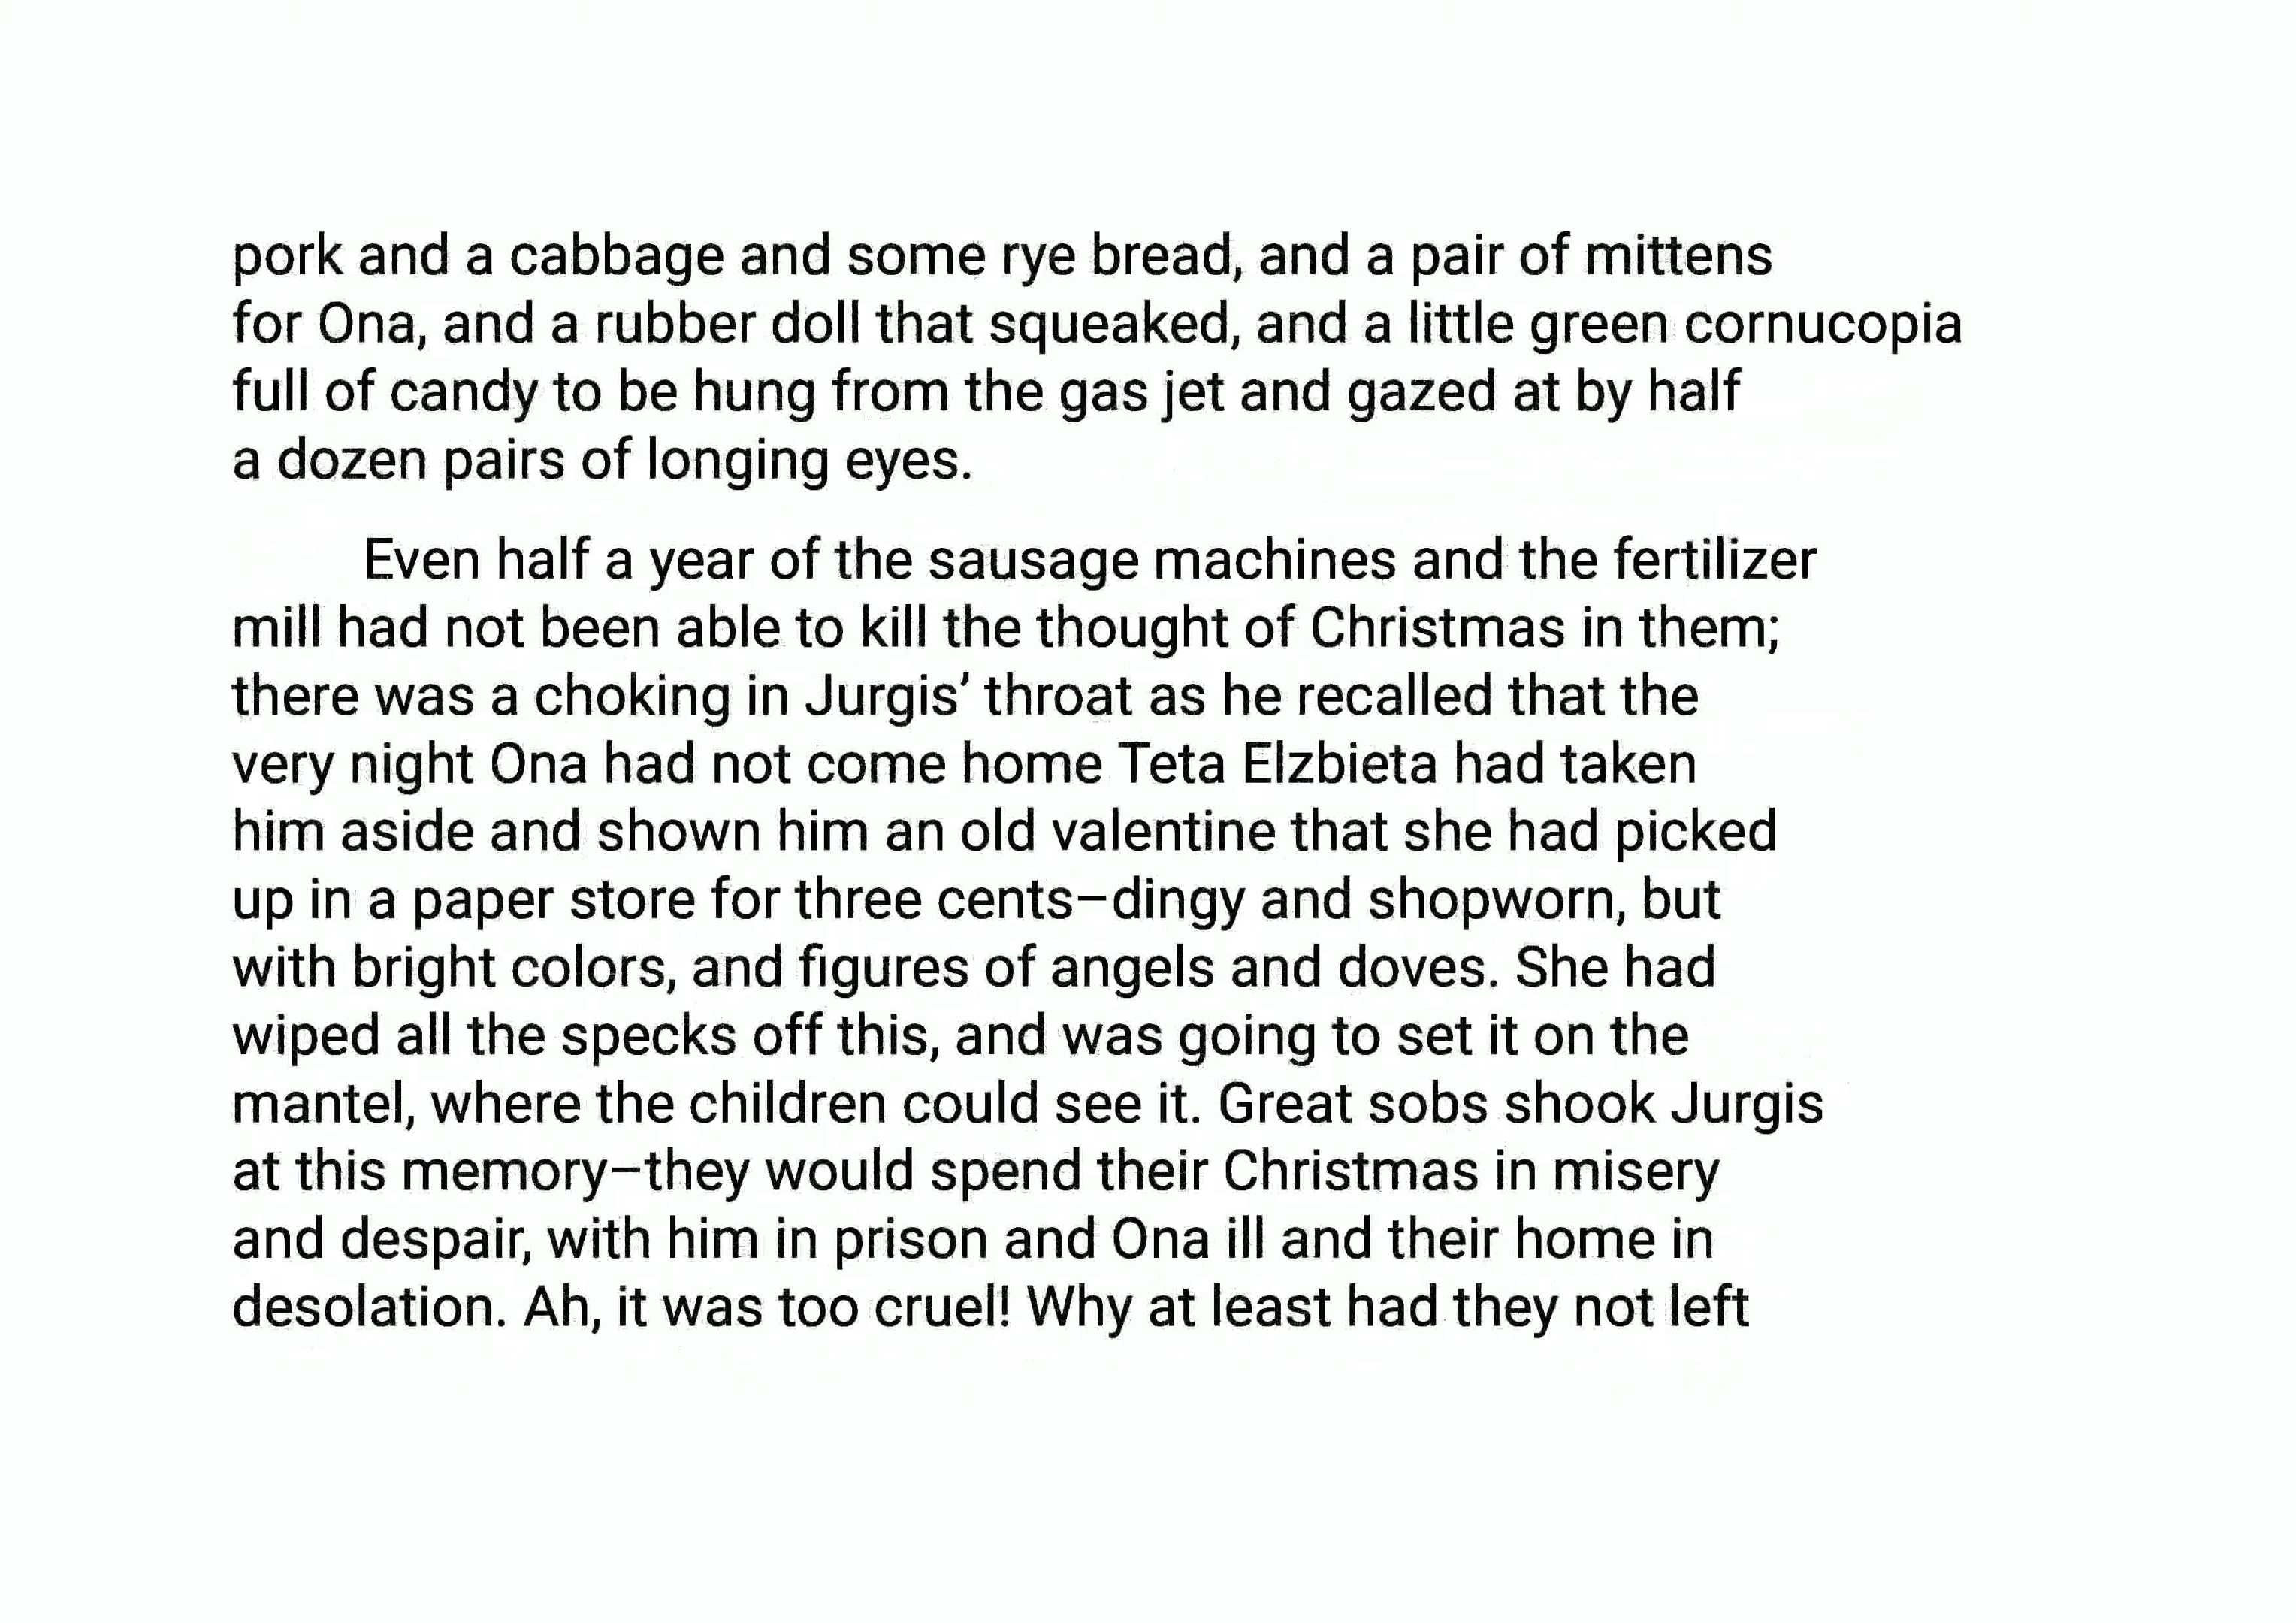 pork and a cabbage and some rye bread, and a pair of mittens
for Ona, and a rubber doll that squeaked, and a little green cornucopia
full of candy to be hung from the gas jet and gazed at by half
a dozen pairs of longing eyes.
Even half a year of the sausage machines and the fertilizer
mill had not been able to kill the thought of Christmas in them;
there was a choking in Jurgis’ throat as he recalled that the
very night Ona had not come home Teta Elzbieta had taken
him aside and shown him an old valentine that she had picked
up in a paper store for three cents–dingy and shopworn, but
with bright colors, and figures of angels and doves. She had
wiped all the specks off this, and was going to set it on the
mantel, where the children could see it. Great sobs shook Jurgis
at this memory–they would spend their Christmas in misery
and despair, with him in prison and Ona ill and their home in
desolation. Ah, it was too cruel! Why at least had they not left